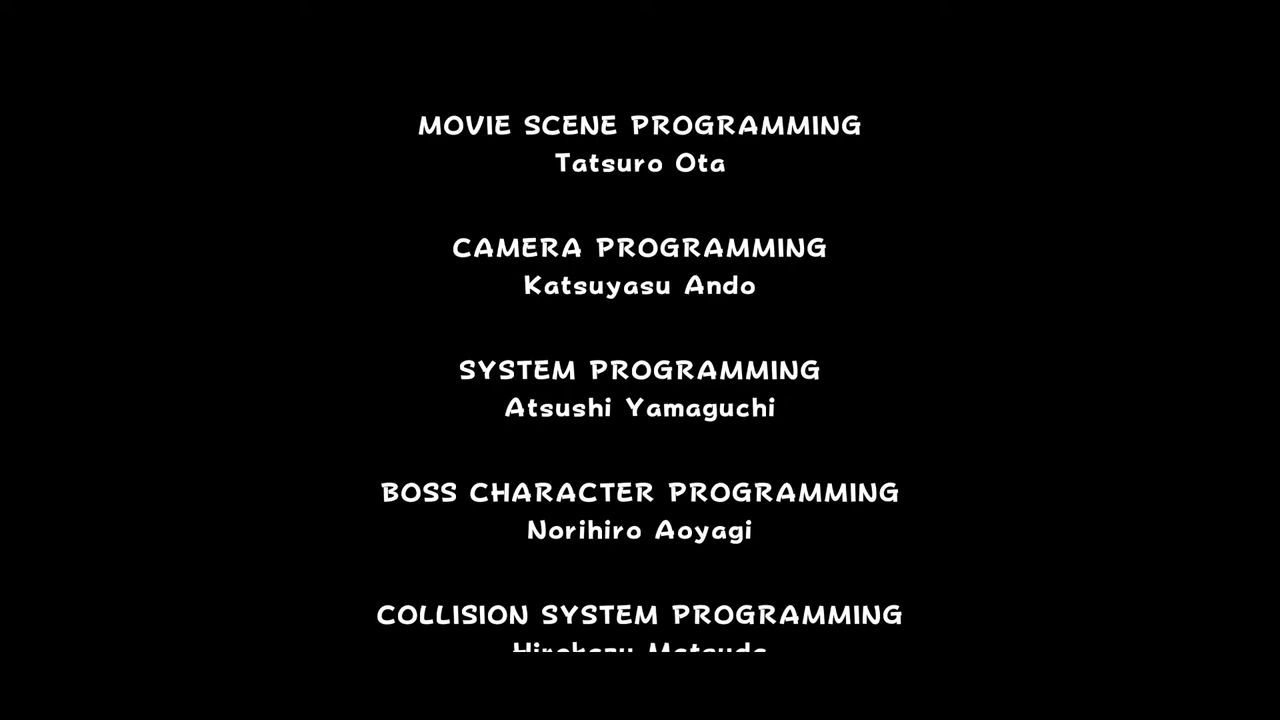 MOVIE SCENE PROGRAMMING
Tatsuro Ota
CAMERA PROGRAMMING
Katsuyasu Ando
SYSTEM PROGRAMMING
Atsushi Yamaguchi
BOSS CHARACTER PROGRAMMING
Norihiro Aoyagi
COLLISION SYSTEM PROGRAMMING